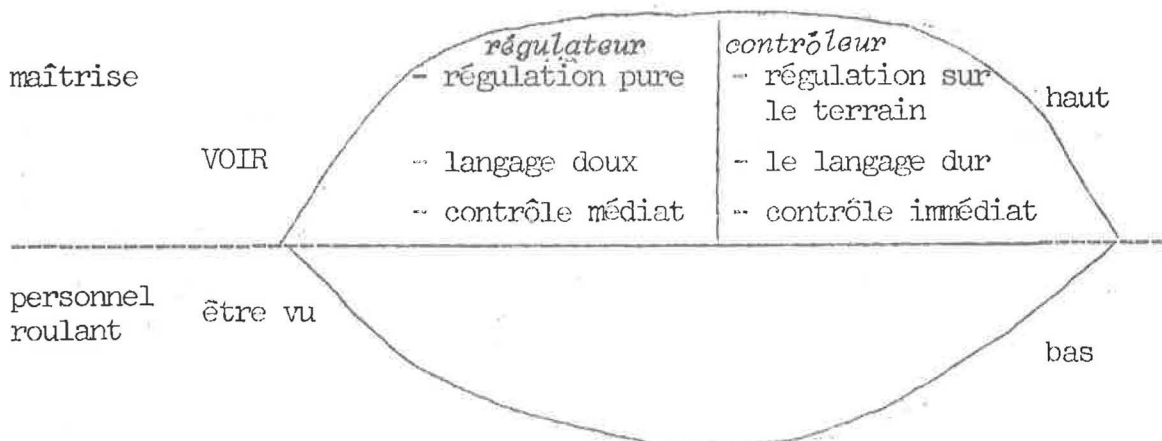 régulateur contrôleur
maîtrise - régulation pure - régulation sur
le terrain haut
VOIR - langage doux - le langage dur
- contrôle médiat - contrôle immédiat
personnel être vu
roulant
bas